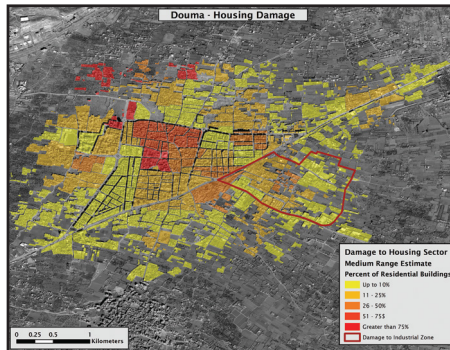 Douma - Housing Damage
Damage to Housing Sector
Medium Range Estimate
Percent of Residential Buildings
Up to 10%
11 - 25%
26 - 50%
51 - 75$
Greater than 75%
Damage to Industrial Zone
0 0.25 0.5 1
Kilometers